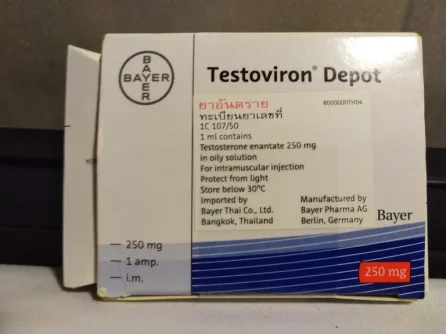 BAYER
BAYER
Testoviron® Depot
ยาอันตราย
ทะเบียนยาเลขที่
1C 107/50
1 ml contains
Testosterone enantate 250 mg
in oily solution
For intramuscular injection
Protect from light
Store below 30°C
Imported by
Bayer Thai Co., Ltd.
Bangkok, Thailand
Manufactured by
Bayer Pharma AG
Berlin, Germany
Bayer
250 mg
1 amp.
i.m.
250 mg